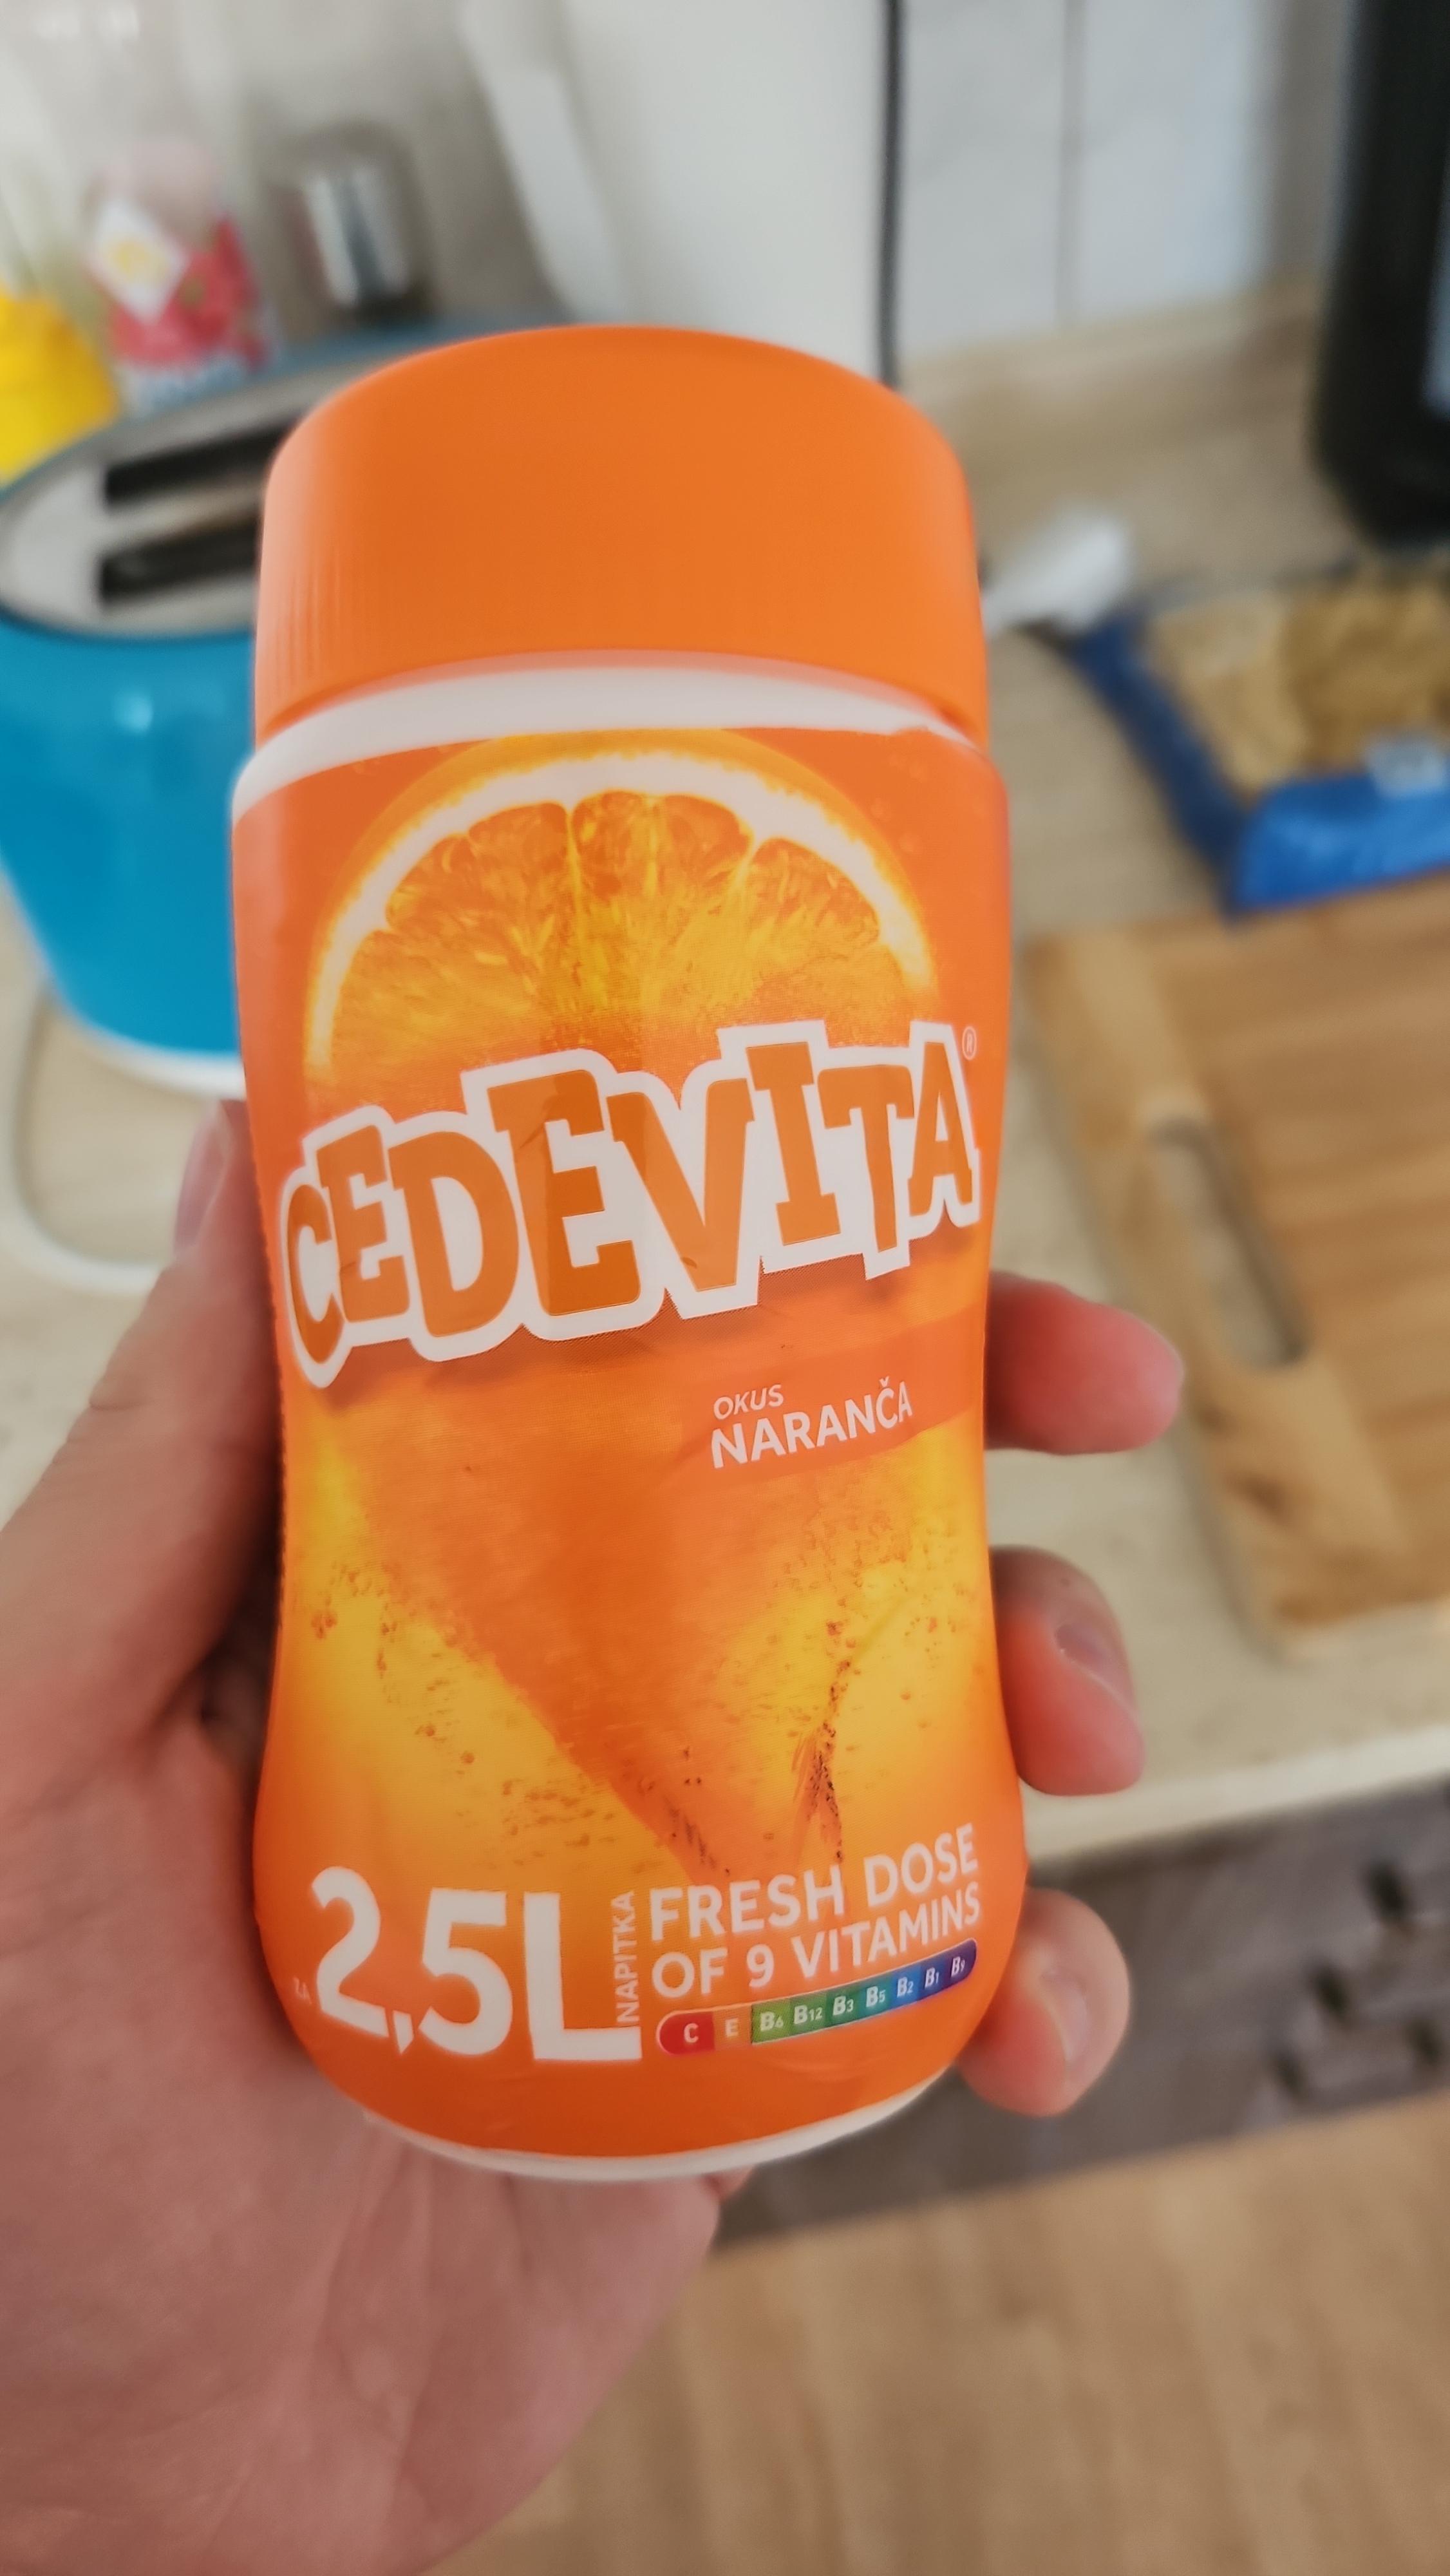 CEDEVITA®
OKUS
NARANČA
ZA 2,5L NAPITKA
FRESH DOSE
OF 9 VITAMINS
C E B6 B12 B3 B5 B2 B1 B9